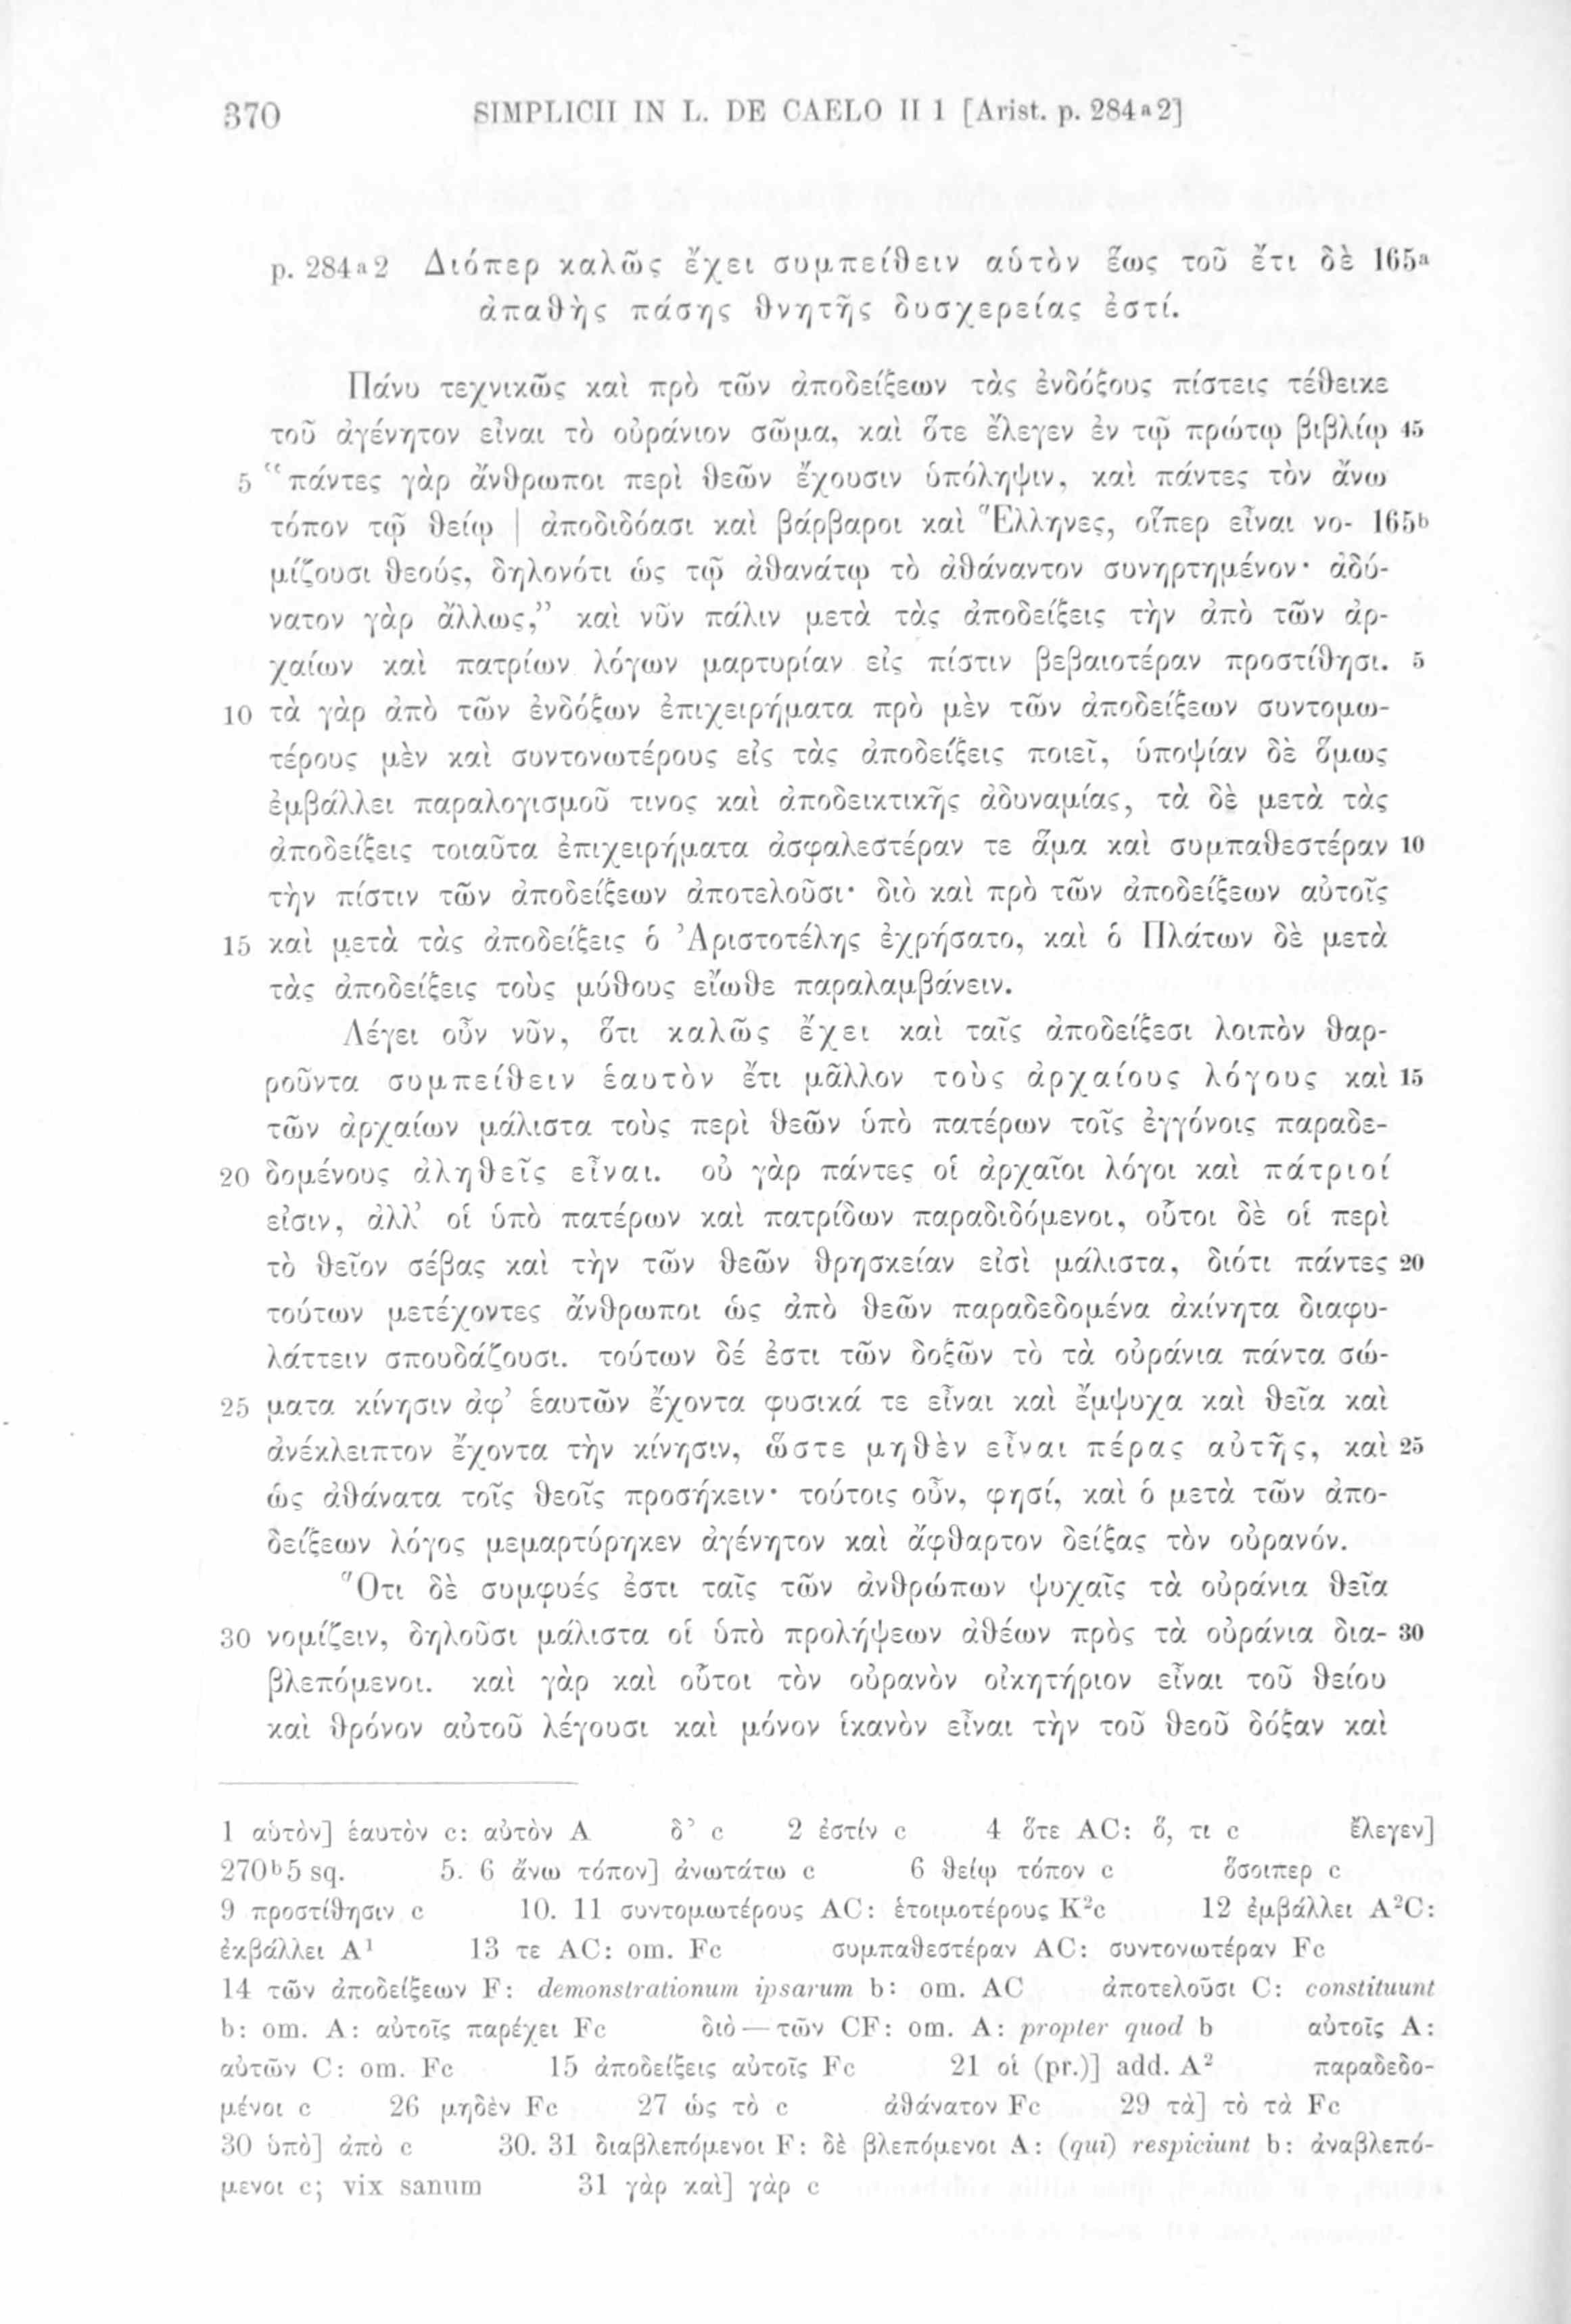 370 SIMPLICII IN L. DE CAELO II 1 [Arist. p. 284a2]
p. 284a2 Διόπερ καλῶς ἔχει συμπείθειν αὑτὸν ἕως τοῦ ἔτι δὲ 165a
ἀπαθὴς πάσης θνητῆς δυσχερείας ἐστί.
Πάνυ τεχνικῶς καὶ πρὸ τῶν ἀποδείξεων τὰς ἐνδόξους πίστεις τέθεικε
τοῦ ἀγένητον εἶναι τὸ οὐράνιον σῶμα, καὶ ὅτε ἔλεγεν ἐν τῷ πρώτῳ βιβλίῳ 45
5 “πάντες γὰρ ἄνθρωποι περὶ θεῶν ἔχουσιν ὑπόληψιν, καὶ πάντες τὸν ἄνω
τόπον τῷ θείῳ | ἀποδιδόασι καὶ βάρβαροι καὶ Ἕλληνες, οἵπερ εἶναι νο- 165b
μίζουσι θεούς, δηλονότι ὡς τῷ ἀθανάτῳ τὸ ἀθάναντον συνηρτημένον· ἀδύ-
νατον γὰρ ἄλλως,” καὶ νῦν πάλιν μετὰ τὰς ἀποδείξεις τὴν ἀπὸ τῶν ἀρ-
χαίων καὶ πατρίων λόγων μαρτυρίαν εἰς πίστιν βεβαιοτέραν προστίθησι. 5
10 τὰ γὰρ ἀπὸ τῶν ἐνδόξων ἐπιχειρήματα πρὸ μὲν τῶν ἀποδείξεων συντομω-
τέρους μὲν καὶ συντονωτέρους εἰς τὰς ἀποδείξεις ποιεῖ, ὑποψίαν δὲ ὅμως
ἐμβάλλει παραλογισμοῦ τινος καὶ ἀποδεικτικῆς ἀδυναμίας, τὰ δὲ μετὰ τὰς
ἀποδείξεις τοιαῦτα ἐπιχειρήματα ἀσφαλεστέραν τε ἅμα καὶ συμπαθεστέραν 10
τὴν πίστιν τῶν ἀποδείξεων ἀποτελοῦσι· διὸ καὶ πρὸ τῶν ἀποδείξεων αὐτοῖς
15 καὶ μετὰ τὰς ἀποδείξεις ὁ Ἀριστοτέλης ἐχρήσατο, καὶ ὁ Πλάτων δὲ μετὰ
τὰς ἀποδείξεις τοὺς μύθους εἴωθε παραλαμβάνειν.
Λέγει οὖν νῦν, ὅτι καλῶς ἔχει καὶ ταῖς ἀποδείξεσι λοιπὸν θαρ-
ροῦντα συμπείθειν ἑαυτὸν ἔτι μᾶλλον τοὺς ἀρχαίους λόγους καὶ 15
τῶν ἀρχαίων μάλιστα τοὺς περὶ θεῶν ὑπὸ πατέρων τοῖς ἐγγόνοις παραδε-
20 δομένους ἀληθεῖς εἶναι. οὐ γὰρ πάντες οἱ ἀρχαῖοι λόγοι καὶ πάτριοί
εἰσιν, ἀλλ’ οἱ ὑπὸ πατέρων καὶ πατρίδων παραδιδόμενοι, οὗτοι δὲ οἱ περὶ
τὸ θεῖον σέβας καὶ τὴν τῶν θεῶν θρησκείαν εἰσὶ μάλιστα, διότι πάντες 20
τούτων μετέχοντες ἄνθρωποι ὡς ἀπὸ θεῶν παραδεδομένα ἀκίνητα διαφυ-
λάττειν σπουδάζουσι. τούτων δέ ἐστι τῶν δοξῶν τὸ τὰ οὐράνια πάντα σώ-
25 ματα κίνησιν ἀφ’ ἑαυτῶν ἔχοντα φυσικά τε εἶναι καὶ ἔμψυχα καὶ θεῖα καὶ
ἀνέκλειπτον ἔχοντα τὴν κίνησιν, ὥστε μηθὲν εἶναι πέρας αὐτῆς, καὶ 25
ὡς ἀθάνατα τοῖς θεοῖς προσήκειν· τούτοις οὖν, φησί, καὶ ὁ μετὰ τῶν ἀπο-
δείξεων λόγος μεμαρτύρηκεν ἀγένητον καὶ ἄφθαρτον δείξας τὸν οὐρανόν.
Ὅτι δὲ συμφυές ἐστι ταῖς τῶν ἀνθρώπων ψυχαῖς τὰ οὐράνια θεῖα
30 νομίζειν, δηλοῦσι μάλιστα οἱ ὑπὸ προλήψεων ἀθέων πρὸς τὰ οὐράνια δια- 30
βλεπόμενοι. καὶ γὰρ καὶ οὗτοι τὸν οὐρανὸν οἰκητήριον εἶναι τοῦ θείου
καὶ θρόνον αὐτοῦ λέγουσι καὶ μόνον ἱκανὸν εἶναι τὴν τοῦ θεοῦ δόξαν καὶ
1 αὑτὸν] ἑαυτὸν c: αὐτὸν A δ’ c 2 ἐστίν c 4 ὅτε AC: ὅ, τι c ἔλεγεν]
270b5 sq. 5. 6 ἄνω τόπον] ἀνωτάτω c 6 θείῳ τόπον c ὅσοιπερ c
9 προστίθησιν c 10. 11 συντομωτέρους AC: ἑτοιμοτέρους K²c 12 ἐμβάλλει A²C:
ἐκβάλλει A¹ 13 τε AC: om. Fc συμπαθεστέραν AC: συντονωτέραν Fc
14 τῶν ἀποδείξεων F: demonstrationum ipsarum b: om. AC ἀποτελοῦσι C: constituunt
b: om. A: αὐτοῖς παρέχει Fc διὸ — τῶν CF: om. A: propter quod b αὐτοῖς A:
αὐτῶν C: om. Fc 15 ἀποδείξεις αὐτοῖς Fc 21 οἱ (pr.)] add. A² παραδεδο-
μένοι c 26 μηδὲν Fc 27 ὡς τὸ c ἀθάνατον Fc 29 τὰ] τὸ τὰ Fc
30 ὑπὸ] ἀπὸ c 30. 31 διαβλεπόμενοι F: δὲ βλεπόμενοι A: (qui) respiciunt b: ἀναβλεπό-
μενοι c; vix sanum 31 γὰρ καὶ] γὰρ c